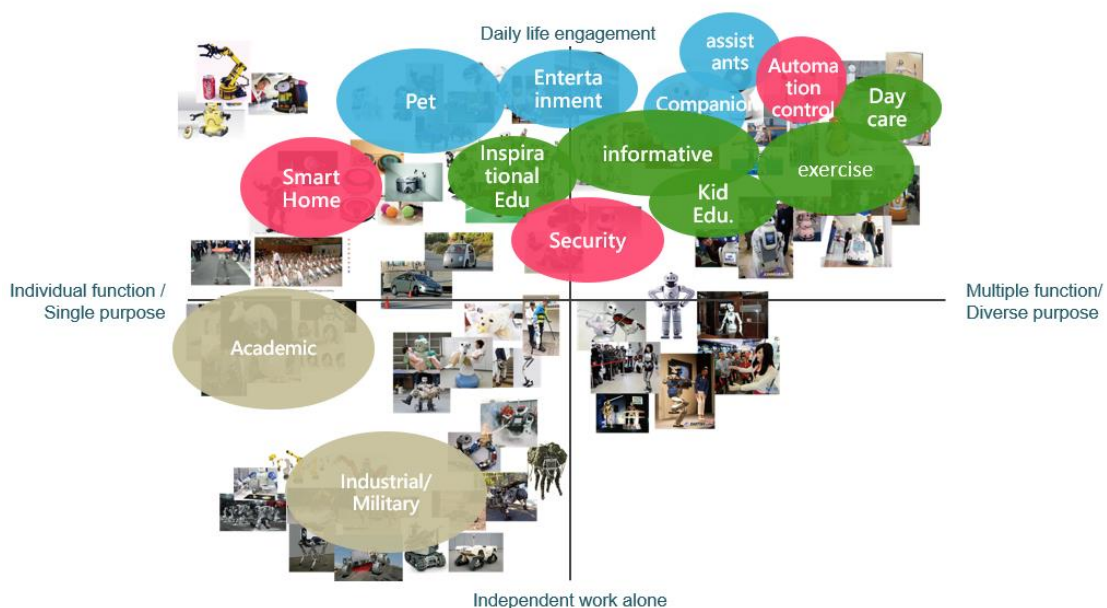 Daily life engagement
assist
ants
Enterta
inment
Automa
tion
control
Pet
Companion
Day
care
Inspira
tional
Edu
informative
exercise
Smart
Home
Kid
Edu.
Security
Individual function /
Single purpose
Multiple function/
Diverse purpose
Academic
Industrial/
Military
Independent work alone